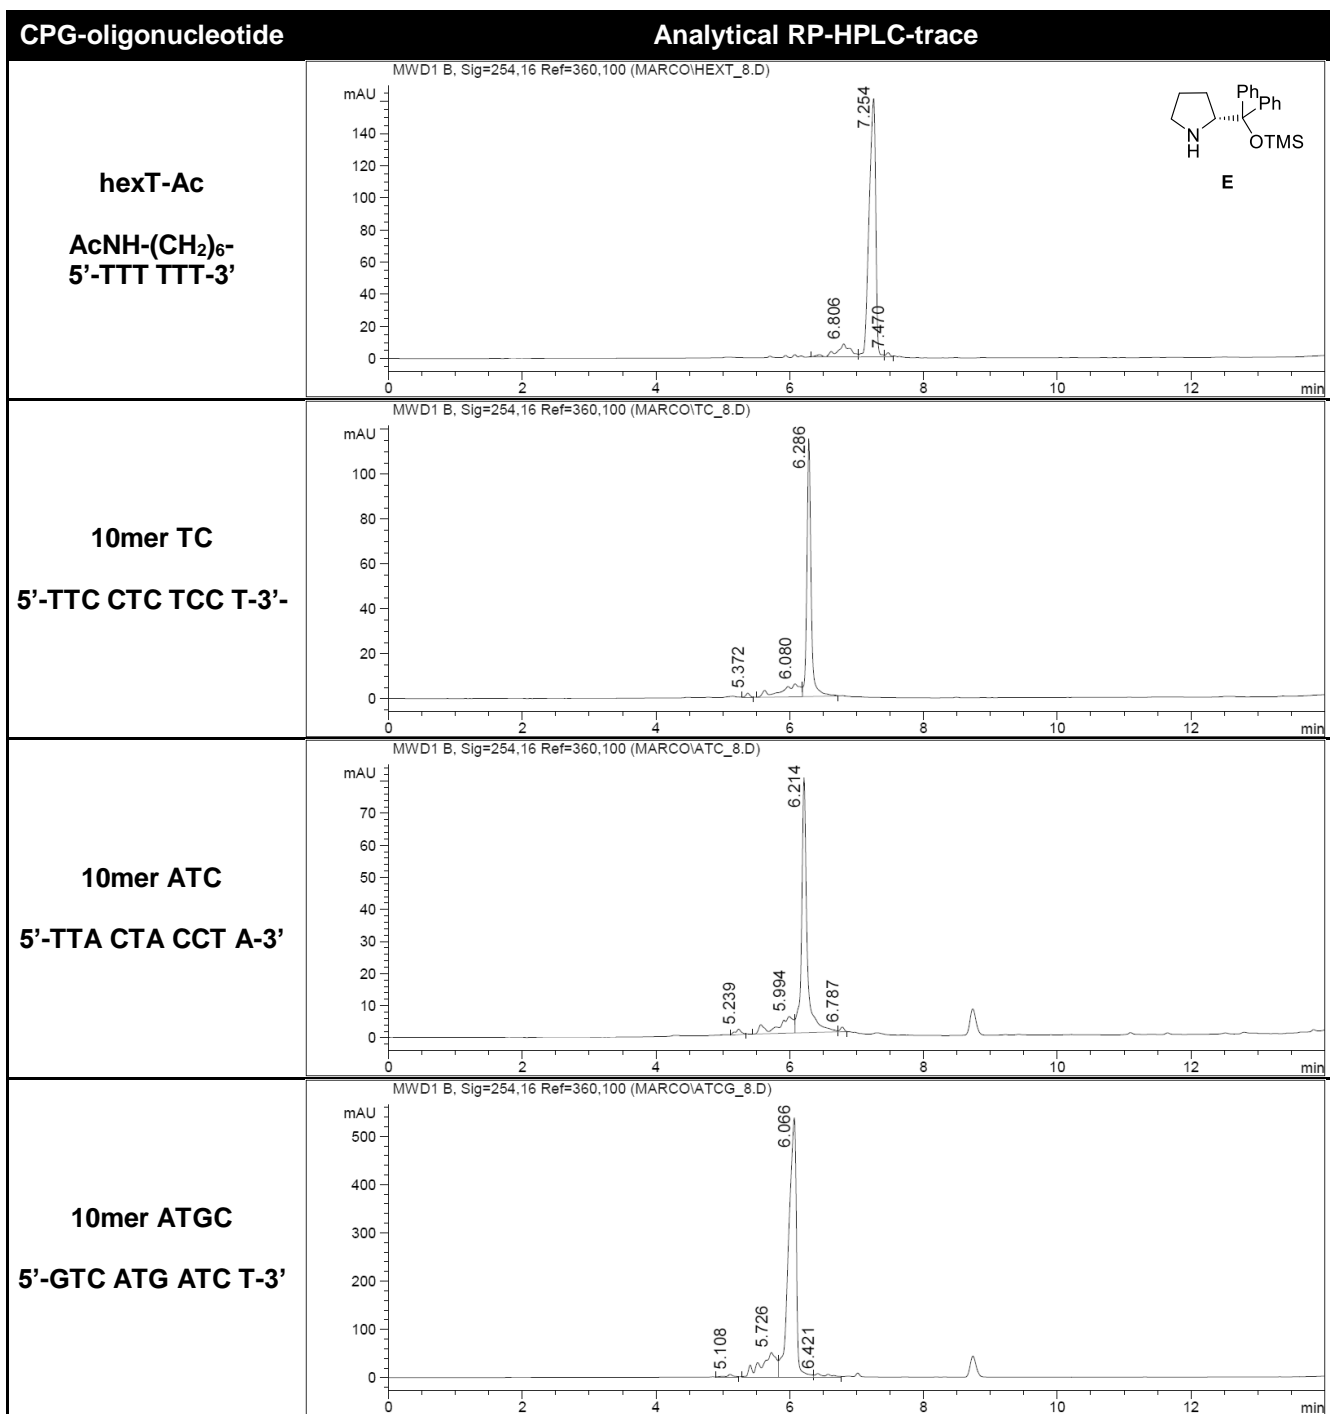 CPG-oligonucleotide Analytical RP-HPLC-trace
hexT-Ac
AcNH-(CH₂)₆-
5’-TTT TTT-3’
MWD1 B, Sig=254,16 Ref=360,100 (MARCO\HEXT_8.D)
mAU
140
120
100
80
60
40
20
0
6.806
7.254
7.470
0 2 4 6 8 10 12 min
Ph
Ph
N
H
OTMS
E
10mer TC
5’-TTC CTC TCC T-3’-
MWD1 B, Sig=254,16 Ref=360,100 (MARCO\TC_8.D)
mAU
100
80
60
40
20
0
5.372
6.080
6.286
0 2 4 6 8 10 12 min
10mer ATC
5’-TTA CTA CCT A-3’
MWD1 B, Sig=254,16 Ref=360,100 (MARCO\ATC_8.D)
mAU
70
60
50
40
30
20
10
0
5.239
5.994
6.214
6.787
0 2 4 6 8 10 12 min
10mer ATGC
5’-GTC ATG ATC T-3’
MWD1 B, Sig=254,16 Ref=360,100 (MARCO\ATCG_8.D)
mAU
500
400
300
200
100
0
5.108
5.726
6.066
6.421
0 2 4 6 8 10 12 min